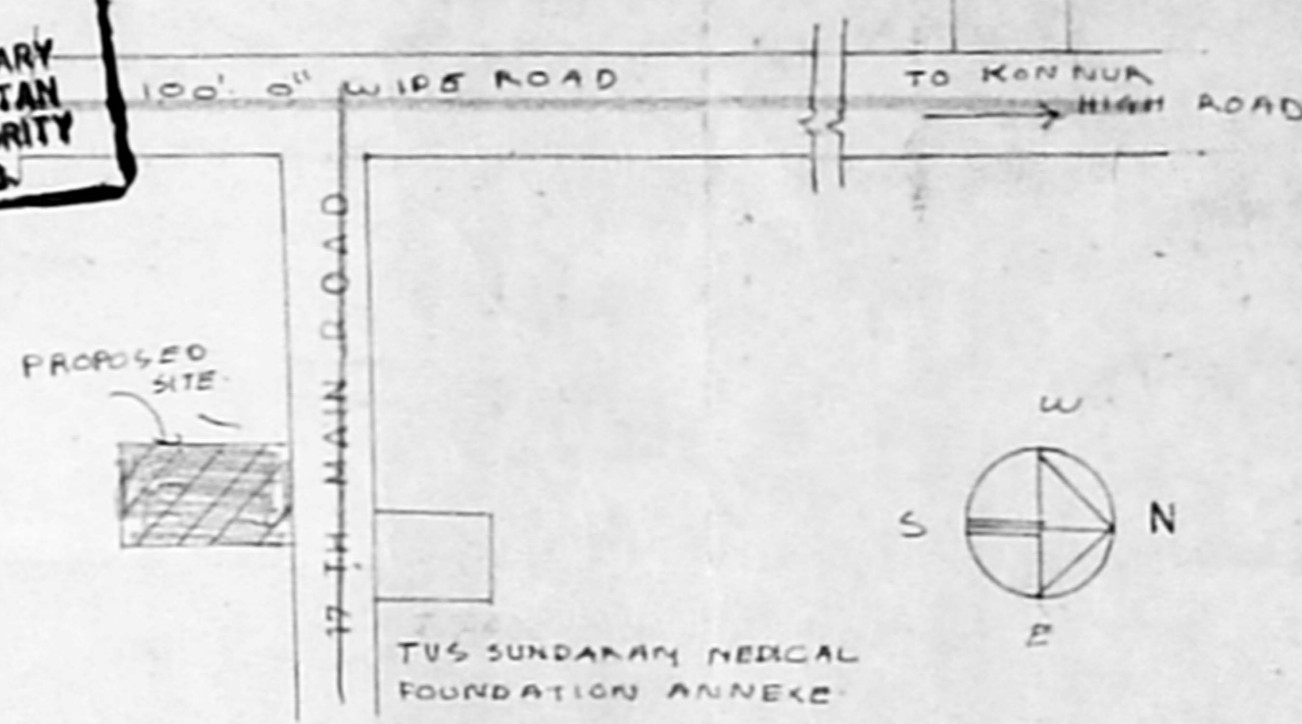 ARY
TAN
RITY
100'. 0" WIDE ROAD
TO KONNUR
HIGH ROAD
17 TH MAIN ROAD
PROPOSED
SITE.
W
S
N
E
TVS SUNDARAM MEDICAL
FOUNDATION ANNEXE.